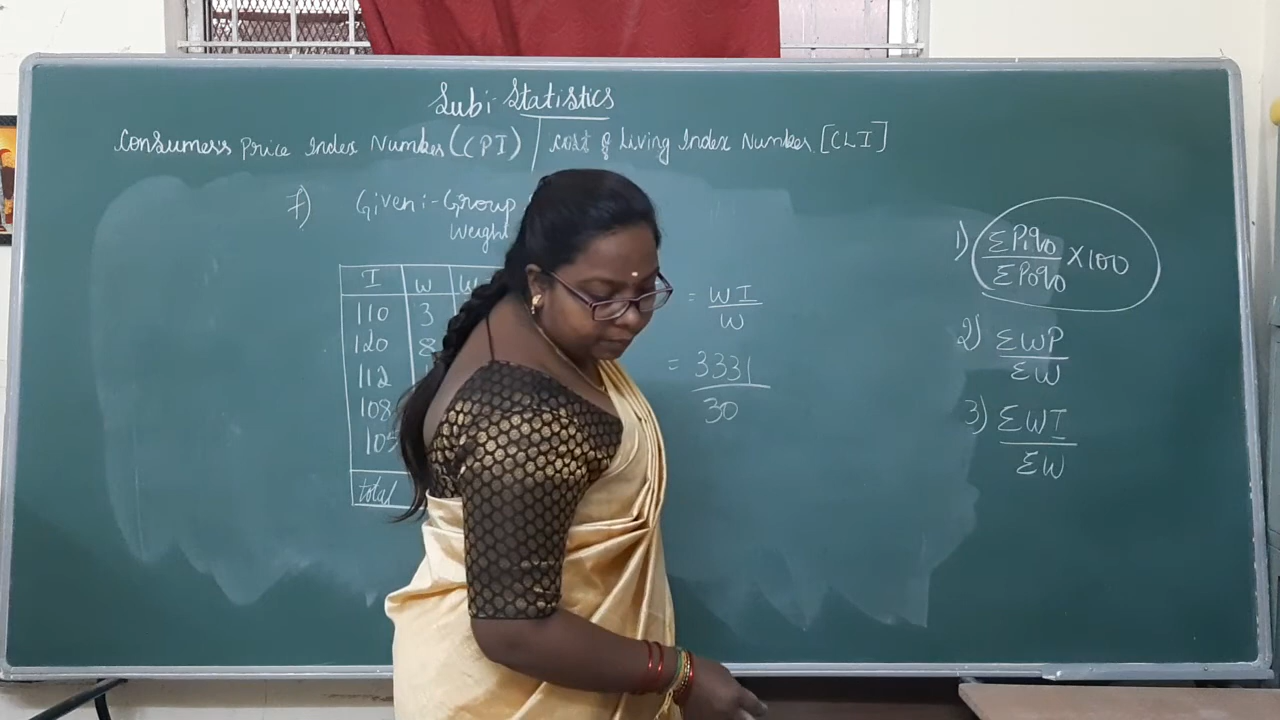 Sub:- Statistics
Consumers Price Index Number (CPI) | Cost of Living Index Number [CLI]
7) Given:- Group
Weight
I W
110 3
120 8
112
108
105
total
= WI / W
= 3331 / 30
1) ΣP₁q₀ / ΣP₀q₀ ×100
2) ΣWP / ΣW
3) ΣWI / ΣW